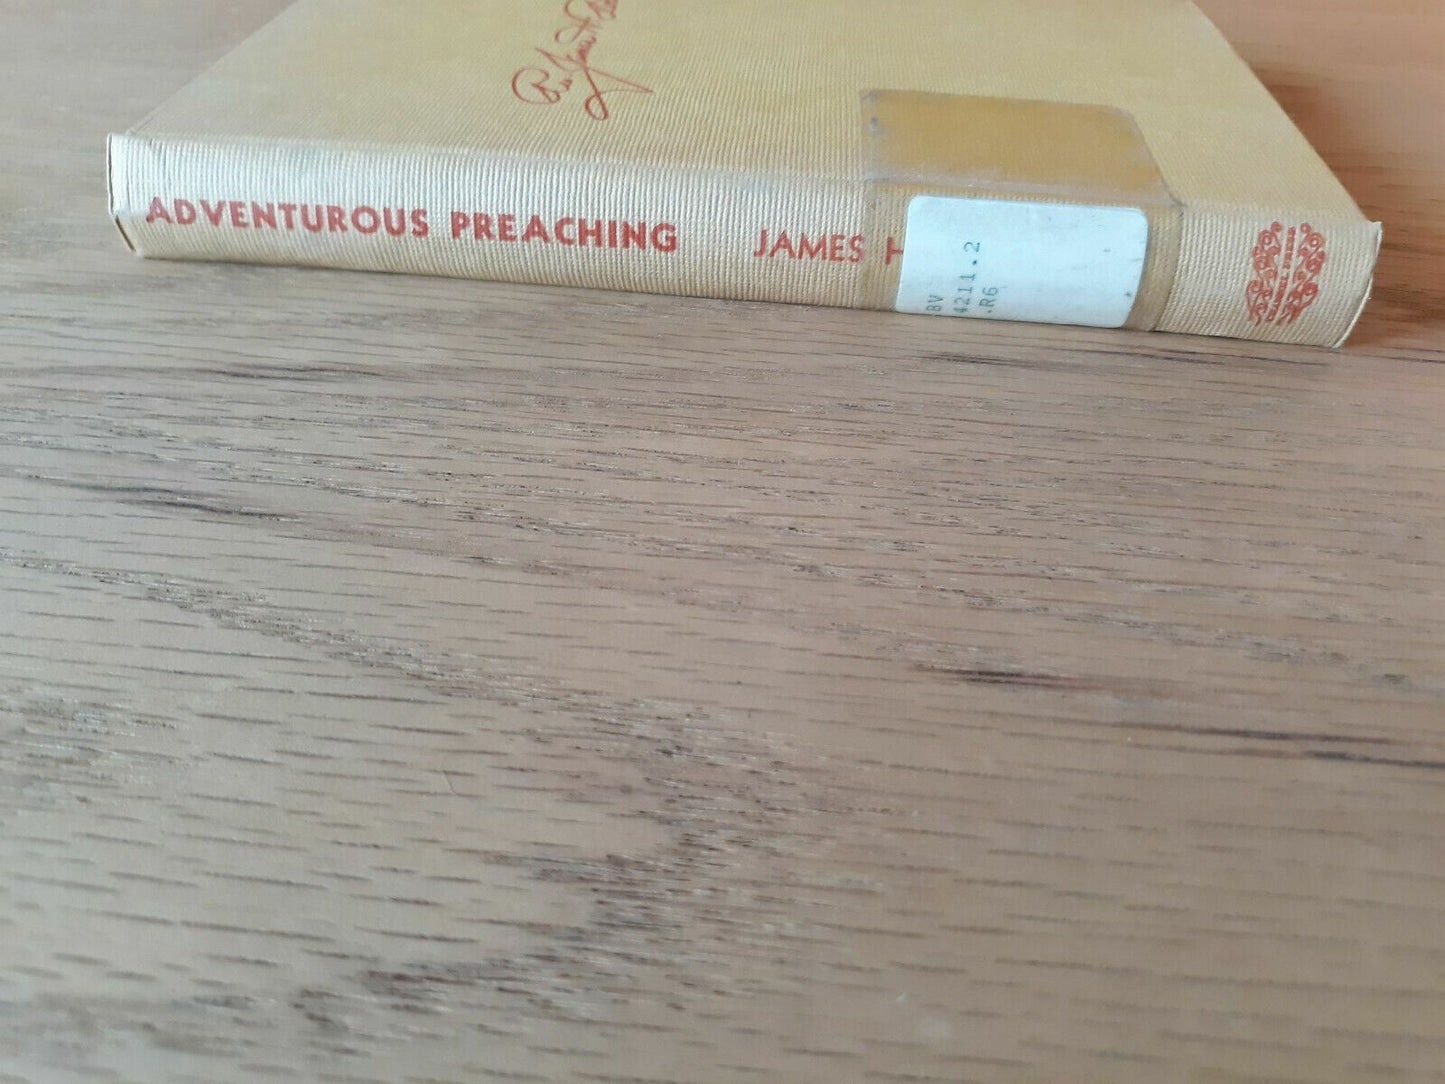 ADVENTUROUS PREACHING JAMES H
BV
4211.2
.R6